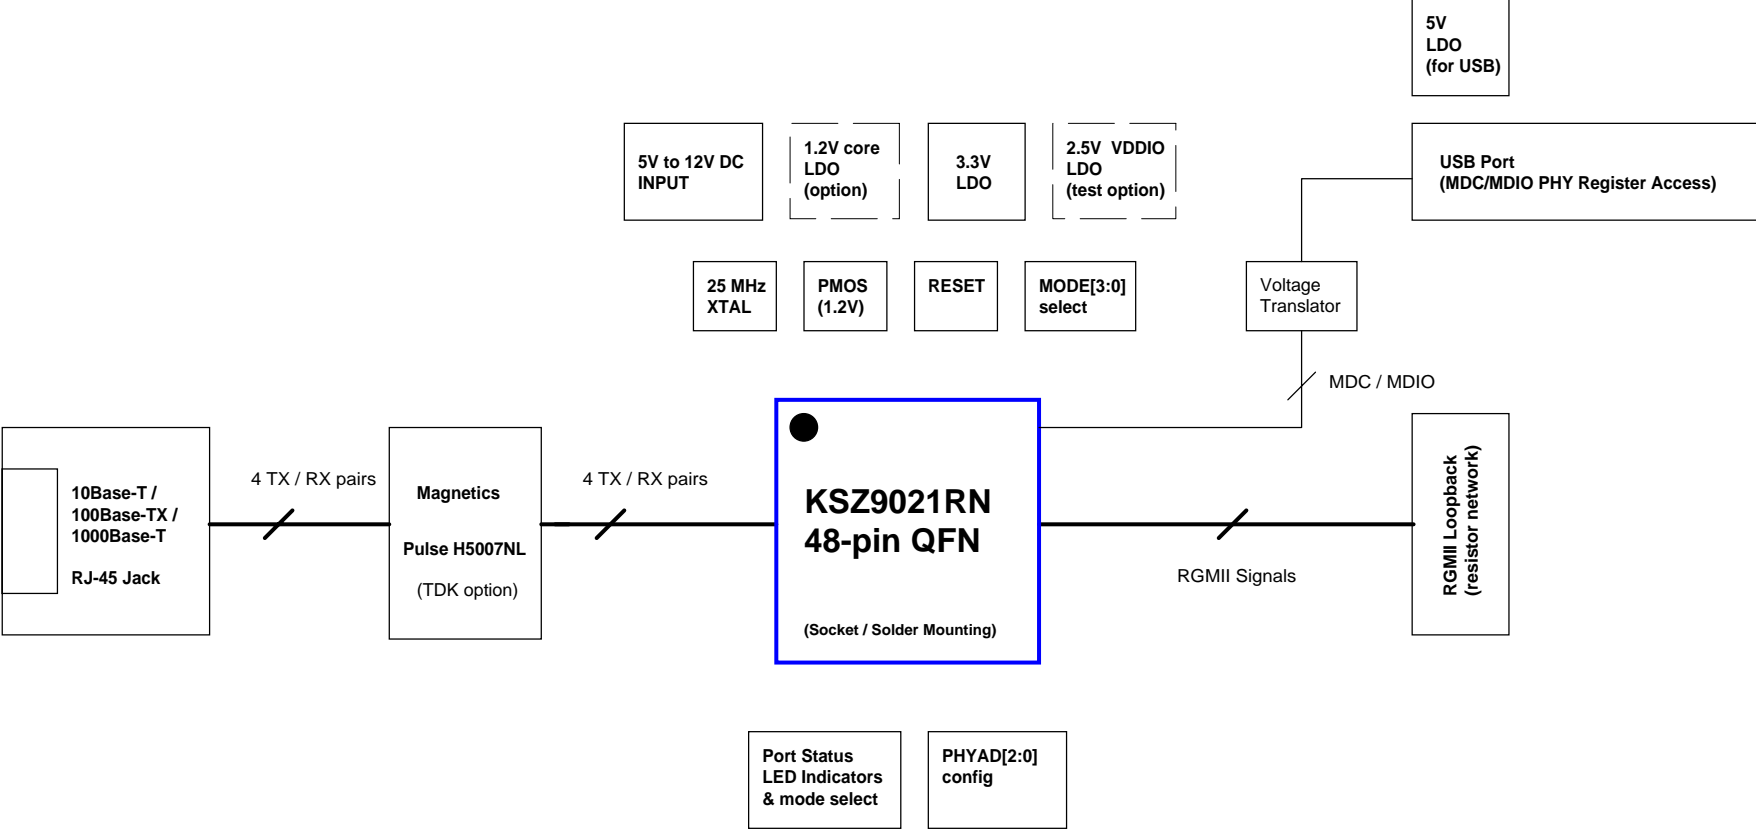 5V
LDO
(for USB)
5V to 12V DC
INPUT
1.2V core
LDO
(option)
3.3V
LDO
2.5V VDDIO
LDO
(test option)
USB Port
(MDC/MDIO PHY Register Access)
25 MHz
XTAL
PMOS
(1.2V)
RESET
MODE[3:0]
select
Voltage
Translator
MDC / MDIO
10Base-T /
100Base-TX /
1000Base-T
RJ-45 Jack
4 TX / RX pairs
Magnetics
Pulse H5007NL
(TDK option)
4 TX / RX pairs
KSZ9021RN
48-pin QFN
(Socket / Solder Mounting)
RGMII Signals
RGMII Loopback
(resistor network)
Port Status
LED Indicators
& mode select
PHYAD[2:0]
config